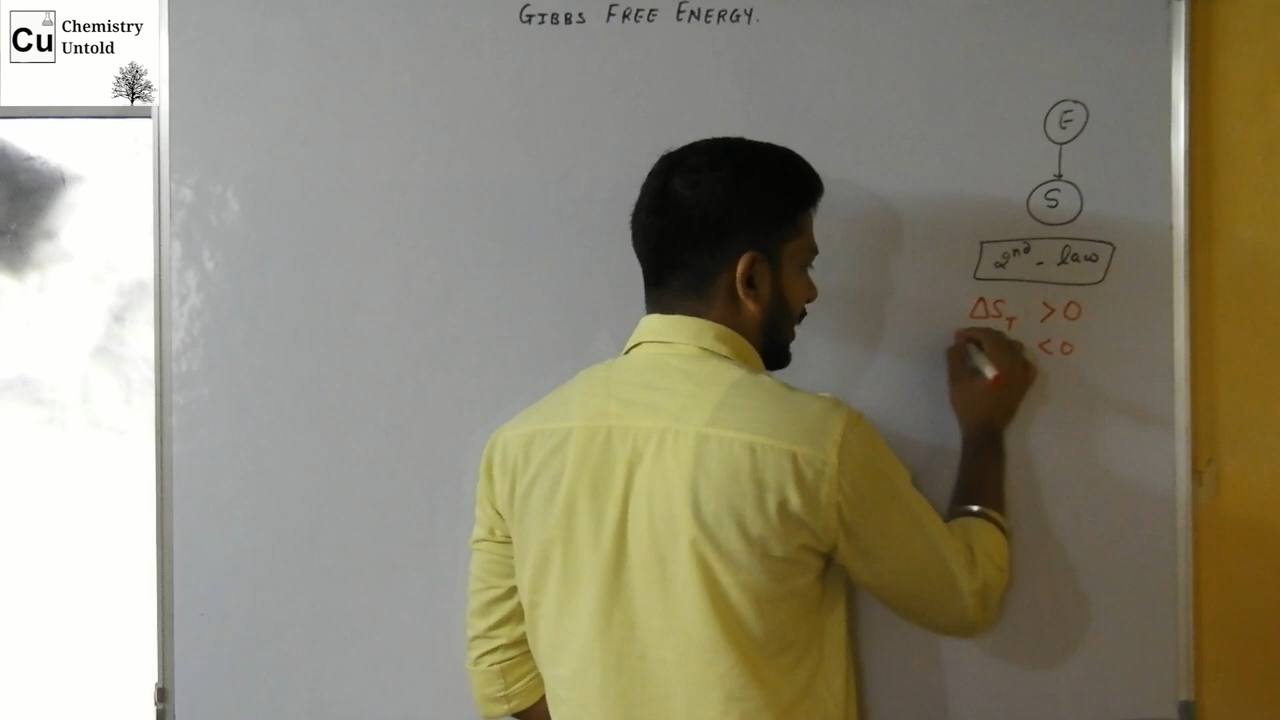 Cu
Chemistry
Untold
GIBBS FREE ENERGY.
E
S
2nd - law
ΔST >0
<0